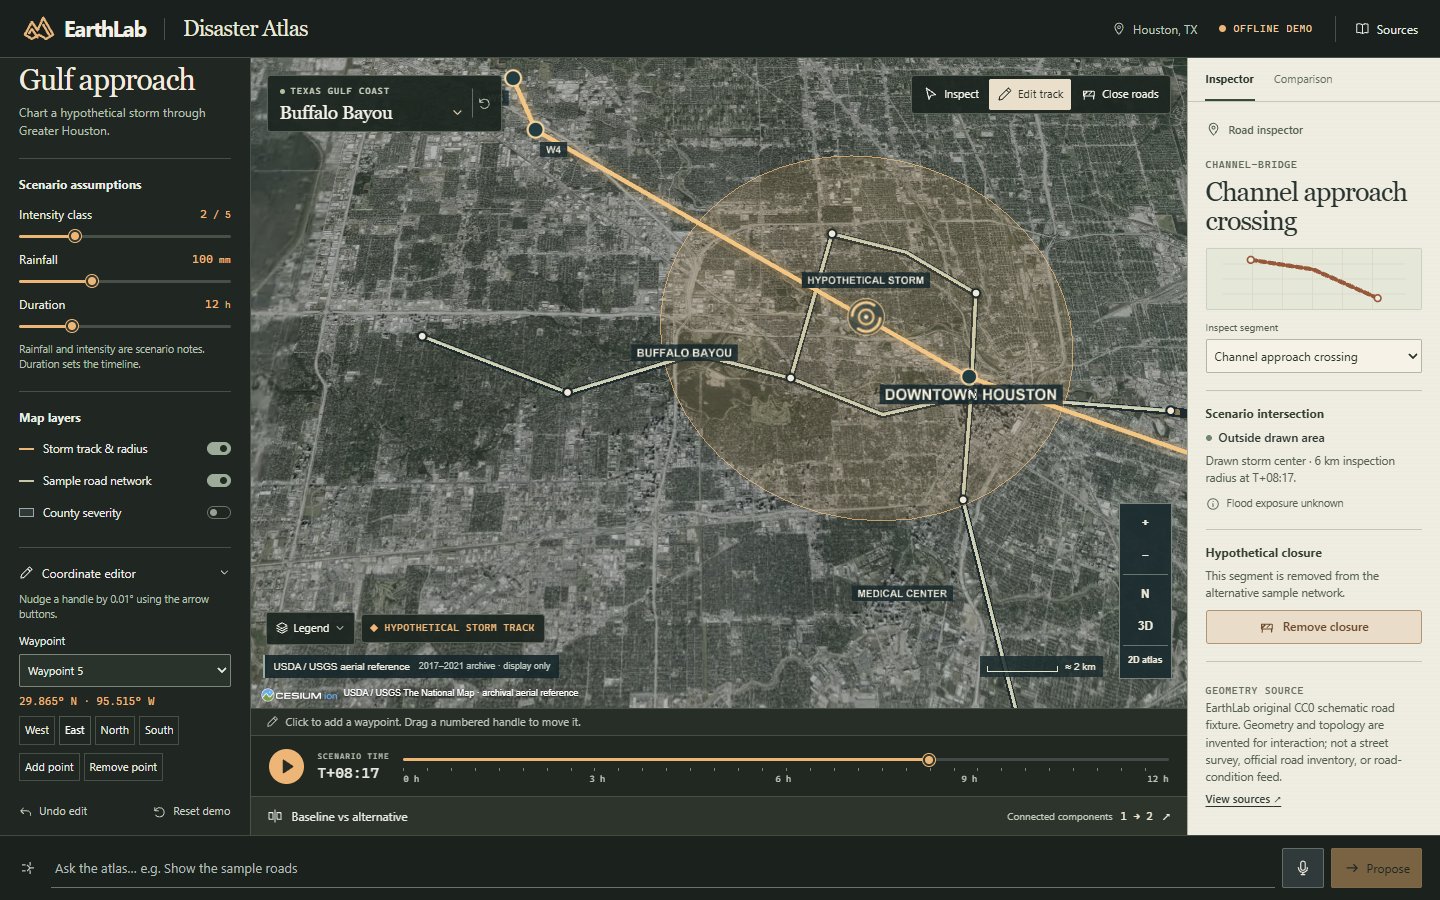 EarthLab
Disaster Atlas
Houston, TX
OFFLINE DEMO
Sources
Gulf approach
Chart a hypothetical storm through
Greater Houston.
Scenario assumptions
Intensity class 2 / 5
Rainfall 100 mm
Duration 12 h
Rainfall and intensity are scenario notes.
Duration sets the timeline.
Map layers
Storm track & radius
Sample road network
County severity
Coordinate editor
Nudge a handle by 0.01° using the arrow
buttons.
Waypoint
Waypoint 5
29.865° N · 95.515° W
West East North South
Add point Remove point
Undo edit Reset demo
TEXAS GULF COAST
Buffalo Bayou
Inspect Edit track Close roads
W4
HYPOTHETICAL STORM
BUFFALO BAYOU
DOWNTOWN HOUSTON
MEDICAL CENTER
+
−
N
3D
2D atlas
Legend
HYPOTHETICAL STORM TRACK
USDA / USGS aerial reference 2017–2021 archive · display only
≈ 2 km
CESIUM ion USDA / USGS The National Map · archival aerial reference
Click to add a waypoint. Drag a numbered handle to move it.
SCENARIO TIME
T+08:17
0 h 3 h 6 h 9 h 12 h
Baseline vs alternative
Connected components 1 → 2 ↗
Inspector Comparison
Road inspector
CHANNEL-BRIDGE
Channel approach
crossing
Inspect segment
Channel approach crossing
Scenario intersection
Outside drawn area
Drawn storm center · 6 km inspection
radius at T+08:17.
Flood exposure unknown
Hypothetical closure
This segment is removed from the
alternative sample network.
Remove closure
GEOMETRY SOURCE
EarthLab original CC0 schematic road
fixture. Geometry and topology are
invented for interaction; not a street
survey, official road inventory, or road-
condition feed.
View sources ↗
Ask the atlas... e.g. Show the sample roads
→ Propose